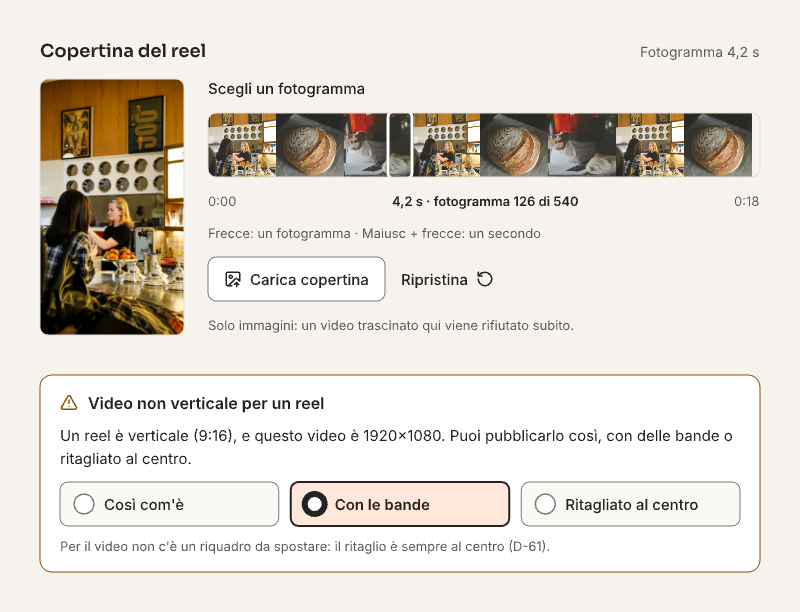 Copertina del reel
Fotogramma 4,2 s
Scegli un fotogramma
0:00
4,2 s · fotogramma 126 di 540
0:18
Frecce: un fotogramma · Maiusc + frecce: un secondo
Carica copertina
Ripristina
Solo immagini: un video trascinato qui viene rifiutato subito.
Video non verticale per un reel
Un reel è verticale (9:16), e questo video è 1920×1080. Puoi pubblicarlo così, con delle bande o
ritagliato al centro.
Così com'è
Con le bande
Ritagliato al centro
Per il video non c'è un riquadro da spostare: il ritaglio è sempre al centro (D-61).